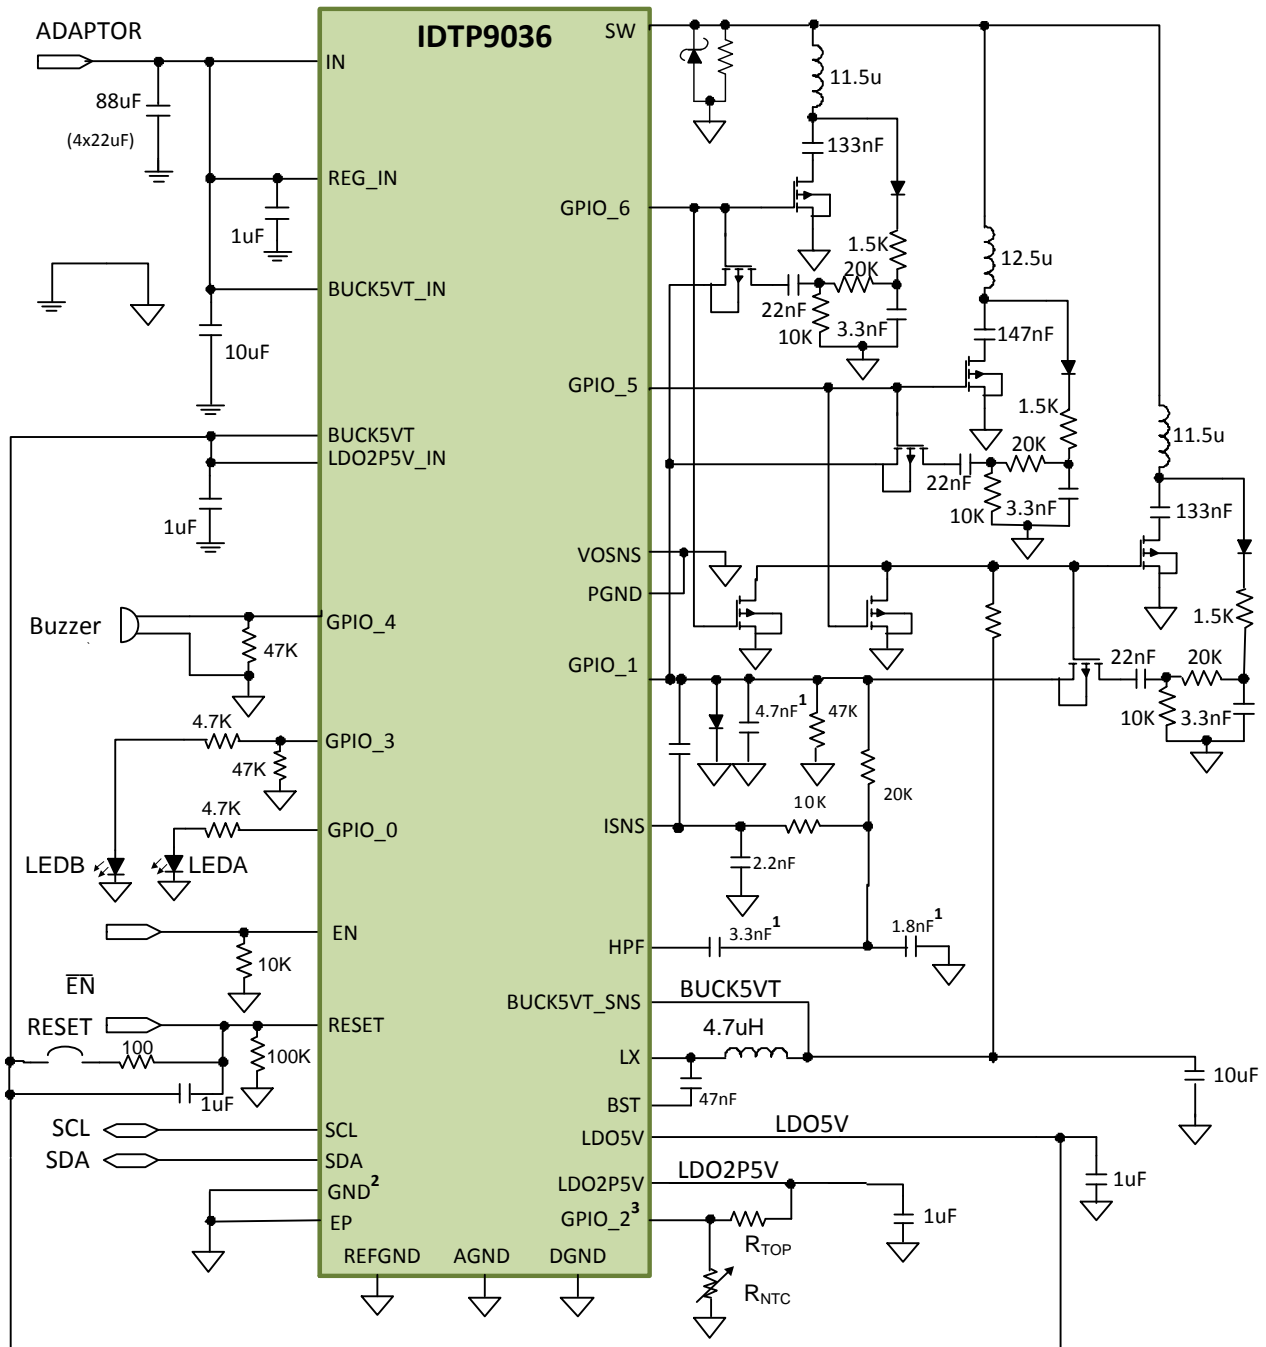 IDTP9036
ADAPTOR
IN
88uF
(4x22uF)
REG_IN
1uF
BUCK5VT_IN
10uF
BUCK5VT
LDO2P5V_IN
1uF
Buzzer
GPIO_4
47K
4.7K
GPIO_3
47K
4.7K
GPIO_0
LEDB
LEDA
EN
10K
EN
RESET
RESET
100
100K
1uF
SCL
SCL
SDA
SDA
GND2
EP
REFGND
AGND
DGND
SW
11.5u
133nF
GPIO_6
1.5K
20K
22nF
10K
3.3nF
12.5u
147nF
GPIO_5
1.5K
20K
22nF
10K
3.3nF
11.5u
133nF
VOSNS
PGND
1.5K
GPIO_1
22nF
20K
10K
3.3nF
4.7nF1
47K
20K
10K
ISNS
2.2nF
HPF
3.3nF1
1.8nF1
BUCK5VT_SNS
BUCK5VT
4.7uH
LX
47nF
BST
10uF
LDO5V
LDO5V
1uF
LDO2P5V
LDO2P5V
1uF
GPIO_23
RTOP
RNTC